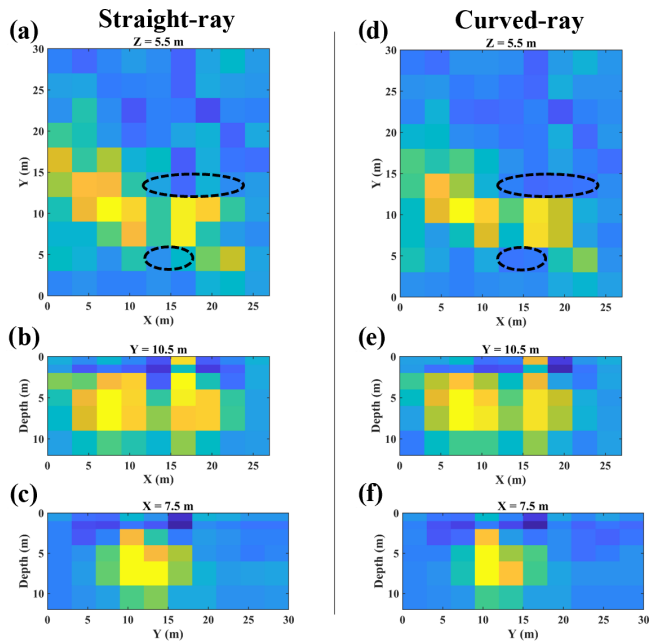 Straight-ray
Curved-ray
(a)
Z = 5.5 m
30
25
20
15
10
5
0
Y (m)
0 5 10 15 20 25
X (m)
(b)
Y = 10.5 m
0
5
10
Depth (m)
0 5 10 15 20 25
X (m)
(c)
X = 7.5 m
0
5
10
Depth (m)
0 5 10 15 20 25 30
Y (m)
(d)
Z = 5.5 m
30
25
20
15
10
5
0
Y (m)
0 5 10 15 20 25
X (m)
(e)
Y = 10.5 m
0
5
10
Depth (m)
0 5 10 15 20 25
X (m)
(f)
X = 7.5 m
0
5
10
Depth (m)
0 5 10 15 20 25 30
Y (m)